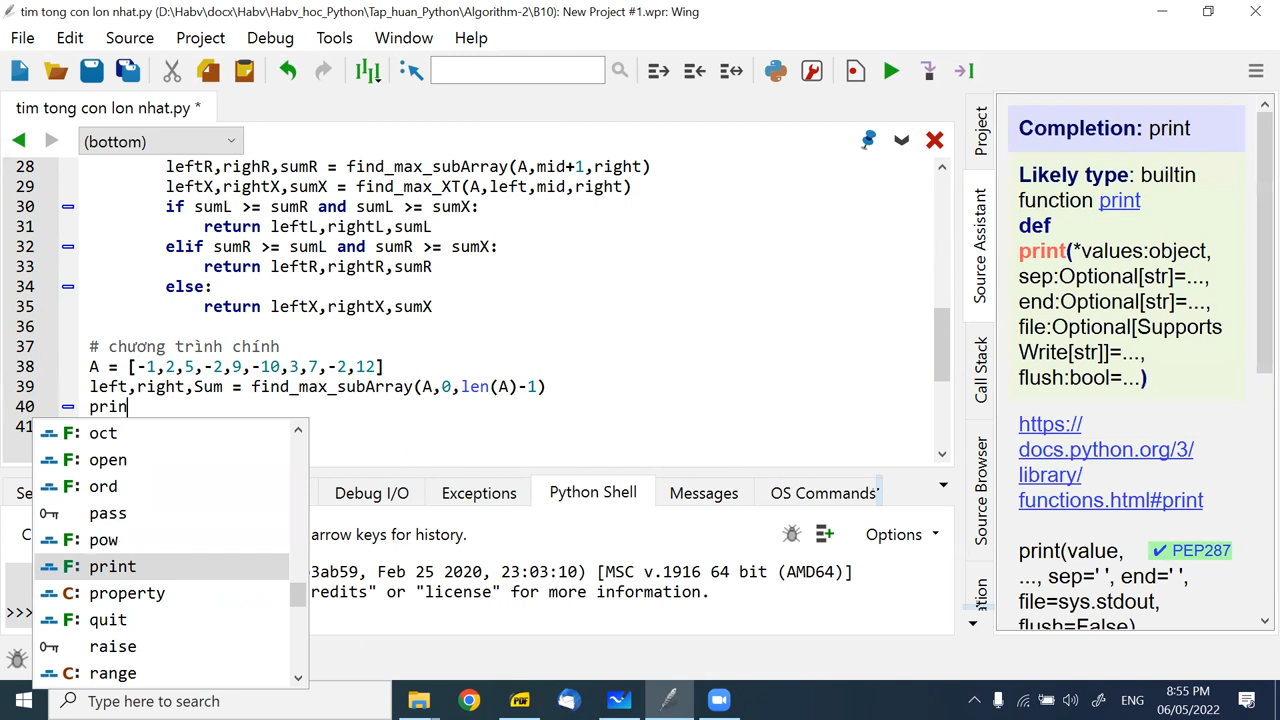 tim tong con lon nhat.py (D:\Habv\docx\Habv\Habv_hoc_Python\Tap_huan_Python\Algorithm-2\B10): New Project #1.wpr: Wing
File Edit Source Project Debug Tools Window Help
tim tong con lon nhat.py *
(bottom)
28 leftR,righR,sumR = find_max_subArray(A,mid+1,right)
29 leftX,rightX,sumX = find_max_XT(A,left,mid,right)
30 if sumL >= sumR and sumL >= sumX:
31 return leftL,rightL,sumL
32 elif sumR >= sumL and sumR >= sumX:
33 return leftR,rightR,sumR
34 else:
35 return leftX,rightX,sumX
36
37 # chương trình chính
38 A = [-1,2,5,-2,9,-10,3,7,-2,12]
39 left,right,Sum = find_max_subArray(A,0,len(A)-1)
40 prin
41
F: oct
F: open
F: ord
pass
F: pow
F: print
C: property
F: quit
raise
C: range
Se
Debug I/O
Exceptions
Python Shell
Messages
OS Commands
C
arrow keys for history.
Options
3ab59, Feb 25 2020, 23:03:10) [MSC v.1916 64 bit (AMD64)]
redits" or "license" for more information.
>>>
Project
Source Assistant
Call Stack
Source Browser
Completion: print
Likely type: builtin
function print
def
print(*values:object,
sep:Optional[str]=...,
end:Optional[str]=...,
file:Optional[Supports
Write[str]]=...,
flush:bool=...)
https://
docs.python.org/3/
library/
functions.html#print
print(value,
✓ PEP287
..., sep=' ', end=' ',
file=sys.stdout,
flush=False)
Type here to search
PDF
ENG
8:55 PM
06/05/2022